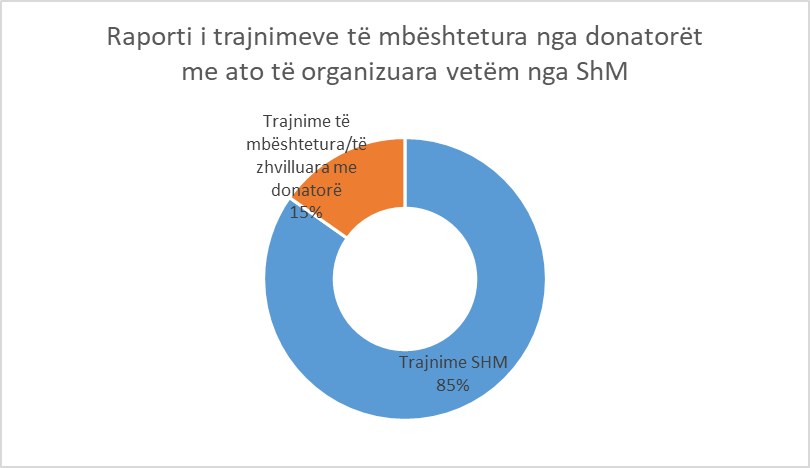 Raporti i trajnimeve të mbështetura nga donatorët
me ato të organizuara vetëm nga ShM
Trajnime të
mbështetura/të
zhvilluara me
donatorë
15%
Trajnime SHM
85%